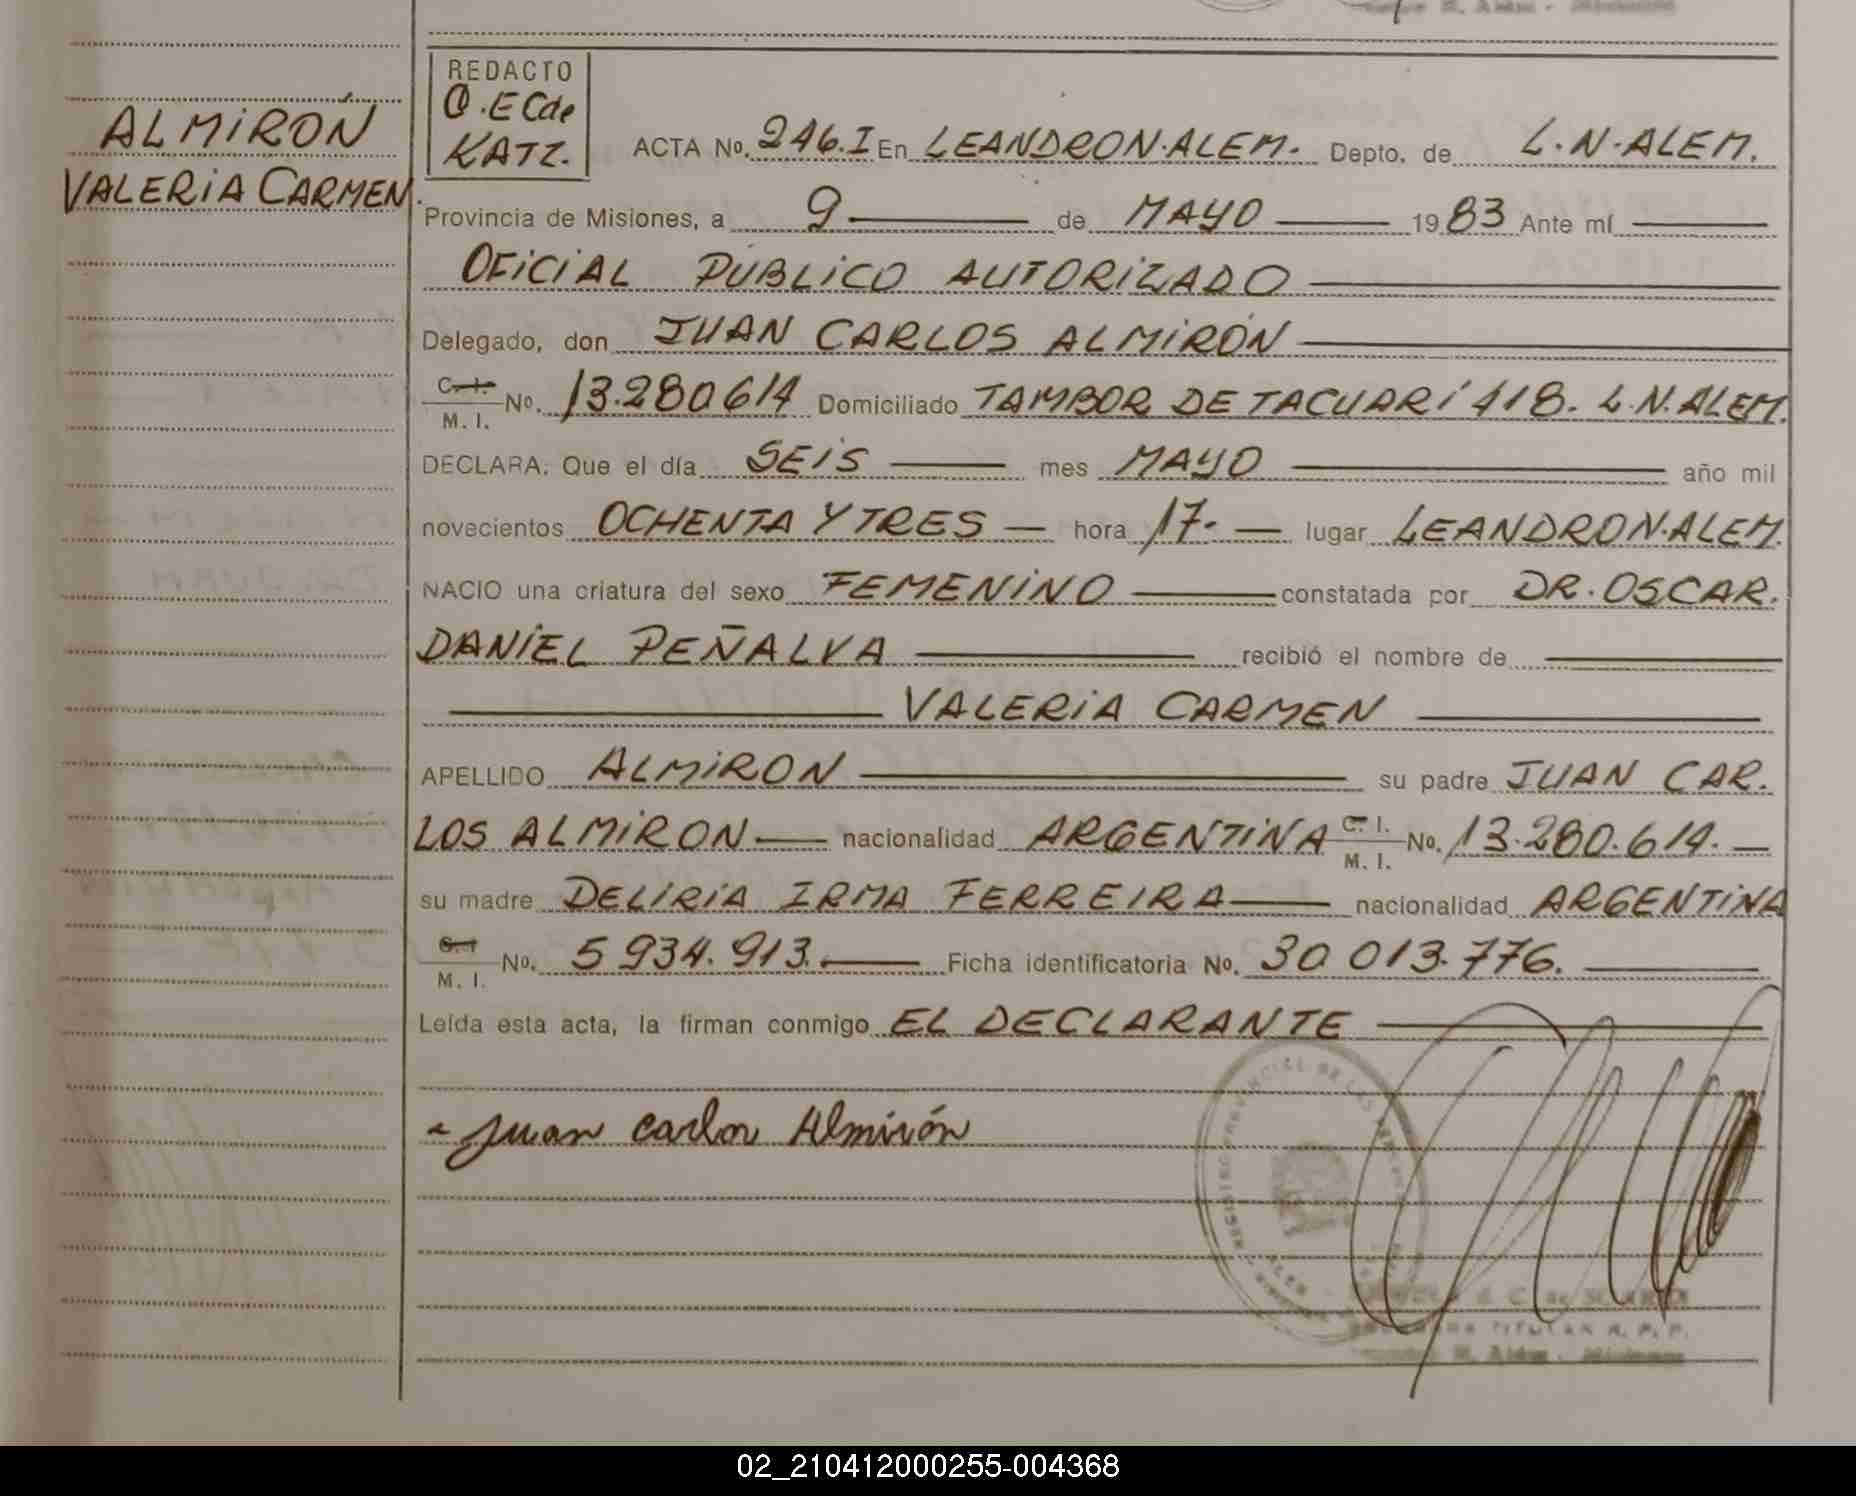 ALMIRÓN
VALERIA CARMEN
REDACTO
O.E C de
KATZ.
ACTA No. 246.I En LEANDRO N. ALEM. Depto. de L.N. ALEM.
Provincia de Misiones, a 9 de MAYO 1983 Ante mí
OFICIAL PUBLICO AUTORIZADO
Delegado, don JUAN CARLOS ALMIRÓN
C. I. M. I. No. 13.280614 Domiciliado TAMBOR DE TACUARÍ 418. L.N. ALEM.
DECLARA: Que el día SEIS mes MAYO año mil
novecientos OCHENTA Y TRES hora 17. lugar LEANDRO N. ALEM.
NACIO una criatura del sexo FEMENINO constatada por DR. OSCAR.
DANIEL PEÑALVA recibió el nombre de
VALERIA CARMEN
APELLIDO ALMIRON su padre JUAN CAR.
LOS ALMIRON nacionalidad ARGENTINA C. I. M. I. No. 13.280.614.
su madre DELIRIA IRMA FERREIRA nacionalidad ARGENTINA
C. I M. I. No. 5934.913. Ficha identificatoria No. 30 013.776.
Leída esta acta, la firman conmigo EL DECLARANTE
Juan Carlos Almirón
TITULAR R. P. P.
N. Alem - Misiones
02_210412000255-004368